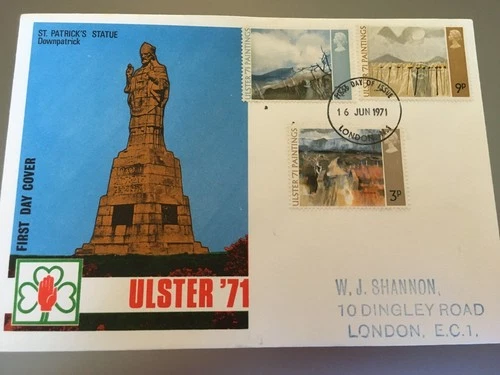 ST. PATRICK'S STATUE
Downpatrick
FIRST DAY COVER
ULSTER '71
ULSTER '71 PAINTINGS
ULSTER '71 PAINTINGS
9p
ULSTER '71 PAINTINGS
3p
FIRST DAY OF ISSUE
16 JUN 1971
LONDON
W. J. SHANNON,
10 DINGLEY ROAD
LONDON, E.C.1.